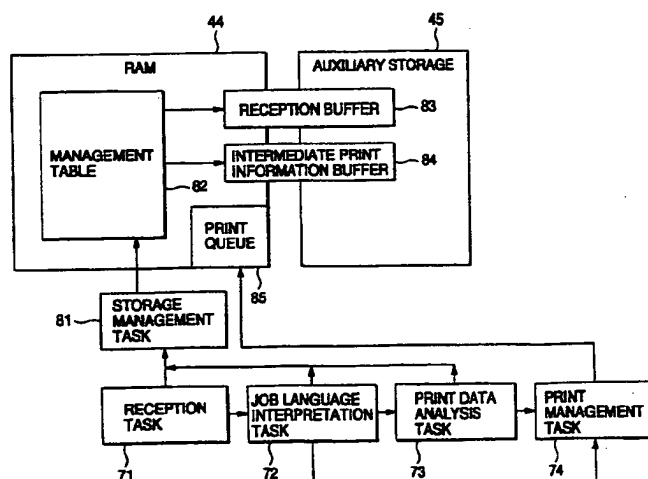 44
45
RAM
AUXILIARY STORAGE
RECEPTION BUFFER
83
MANAGEMENT
TABLE
INTERMEDIATE PRINT
INFORMATION BUFFER
84
82
PRINT
QUEUE
85
81
STORAGE
MANAGEMENT
TASK
RECEPTION
TASK
JOB LANGUAGE
INTERPRETATION
TASK
PRINT DATA
ANALYSIS
TASK
PRINT
MANAGEMENT
TASK
71
72
73
74